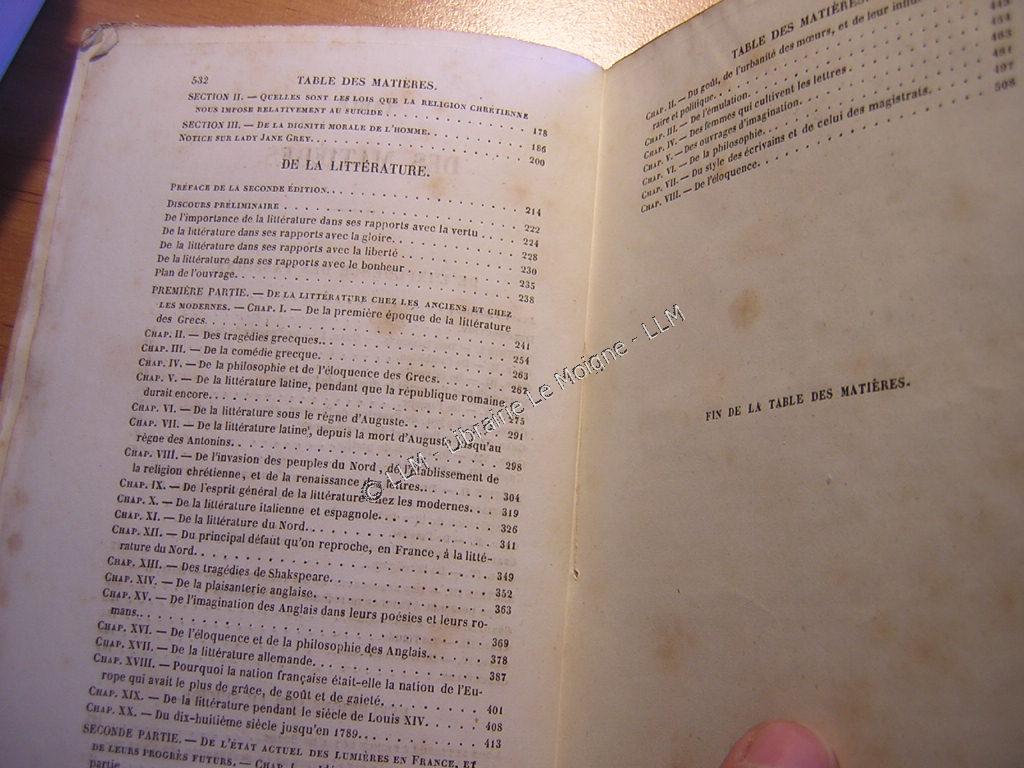 532 TABLE DES MATIÈRES.
SECTION II. — QUELLES SONT LES LOIS QUE LA RELIGION CHRÉTIENNE
NOUS IMPOSE RELATIVEMENT AU SUICIDE . . . 178
SECTION III. — DE LA DIGNITÉ MORALE DE L'HOMME. . . 186
NOTICE SUR LADY JANE GREY. . . 200
DE LA LITTÉRATURE.
PRÉFACE DE LA SECONDE ÉDITION. . . 214
DISCOURS PRÉLIMINAIRE . . . 222
De l'importance de la littérature dans ses rapports avec la vertu . . . 224
De la littérature dans ses rapports avec la gloire. . . 228
De la littérature dans ses rapports avec la liberté . . . 230
De la littérature dans ses rapports avec le bonheur . . . 235
Plan de l'ouvrage. . . 238
PREMIÈRE PARTIE. — DE LA LITTÉRATURE CHEZ LES ANCIENS ET CHEZ
LES MODERNES. — CHAP. I. — De la première époque de la littérature
des Grecs. . . 241
CHAP. II. — Des tragédies grecques. . . 254
CHAP. III. — De la comédie grecque. . . 263
CHAP. IV. — De la philosophie et de l'éloquence des Grecs. . . 267
CHAP. V. — De la littérature latine, pendant que la république romaine
durait encore. . . 275
CHAP. VI. — De la littérature sous le règne d'Auguste. . . 291
CHAP. VII. — De la littérature latine, depuis la mort d'Auguste jusqu'au
règne des Antonins. . . 298
CHAP. VIII. — De l'invasion des peuples du Nord, de l'établissement de
la religion chrétienne, et de la renaissance des lettres. . . 304
CHAP. IX. — De l'esprit général de la littérature chez les modernes. . . 319
CHAP. X. — De la littérature italienne et espagnole. . . 326
CHAP. XI. — De la littérature du Nord. . . 341
CHAP. XII. — Du principal défaut qu'on reproche, en France, à la litté-
rature du Nord. . . 349
CHAP. XIII. — Des tragédies de Shakspeare. . . 352
CHAP. XIV. — De la plaisanterie anglaise. . . 363
CHAP. XV. — De l'imagination des Anglais dans leurs poésies et leurs ro-
mans. . . 369
CHAP. XVI. — De l'éloquence et de la philosophie des Anglais. . . 378
CHAP. XVII. — De la littérature allemande. . . 387
CHAP. XVIII. — Pourquoi la nation française était-elle la nation de l'Eu-
rope qui avait le plus de grâce, de goût et de gaieté. . . 401
CHAP. XIX. — De la littérature pendant le siècle de Louis XIV. . . 408
CHAP. XX. — Du dix-huitième siècle jusqu'en 1789. . . 413
SECONDE PARTIE. — DE L'ÉTAT ACTUEL DES LUMIÈRES EN FRANCE, ET
DE LEURS PROGRÈS FUTURS. — CHAP. I.
partie
TABLE DES MATIÈRES.
CHAP. II. — Du goût, de l'urbanité des mœurs, et de leur
raire et politique. . . 443
CHAP. III. — De l'émulation. . . 454
CHAP. IV. — Des femmes qui cultivent les lettres. . . 463
CHAP. V. — Des ouvrages d'imagination. . . 481
CHAP. VI. — De la philosophie. . . 497
CHAP. VII. — Du style des écrivains et de celui des magistrats. . . 508
CHAP. VIII. — De l'éloquence. . .
FIN DE LA TABLE DES MATIÈRES.
© LLM - Librairie Le Moigne - LLM